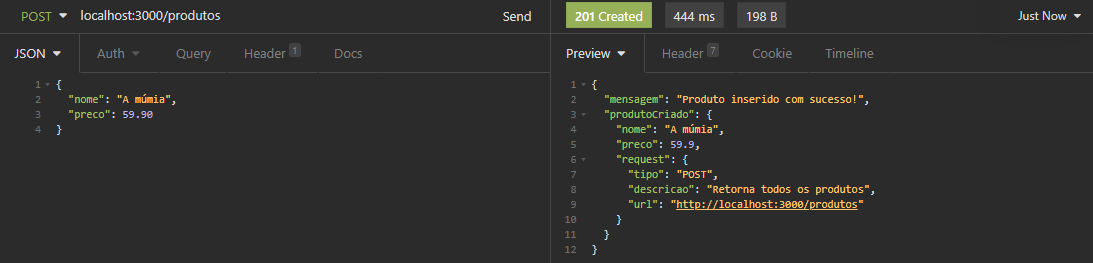 POST localhost:3000/produtos Send
JSON Auth Query Header 1 Docs
1 {
2 "nome": "A múmia",
3 "preco": 59.90
4 }
201 Created 444 ms 198 B Just Now
Preview Header 7 Cookie Timeline
1 {
2 "mensagem": "Produto inserido com sucesso!",
3 "produtoCriado": {
4 "nome": "A múmia",
5 "preco": 59.9,
6 "request": {
7 "tipo": "POST",
8 "descricao": "Retorna todos os produtos",
9 "url": "http://localhost:3000/produtos"
10 }
11 }
12 }